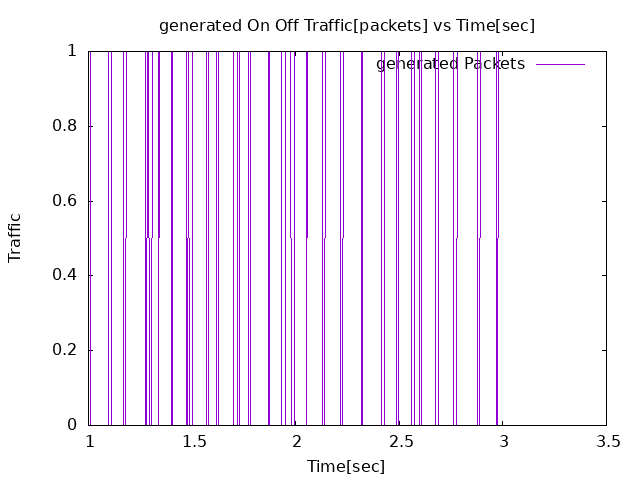 generated On Off Traffic[packets] vs Time[sec]
generated Packets
1
0.8
0.6
0.4
0.2
0
Traffic
1 1.5 2 2.5 3 3.5
Time[sec]